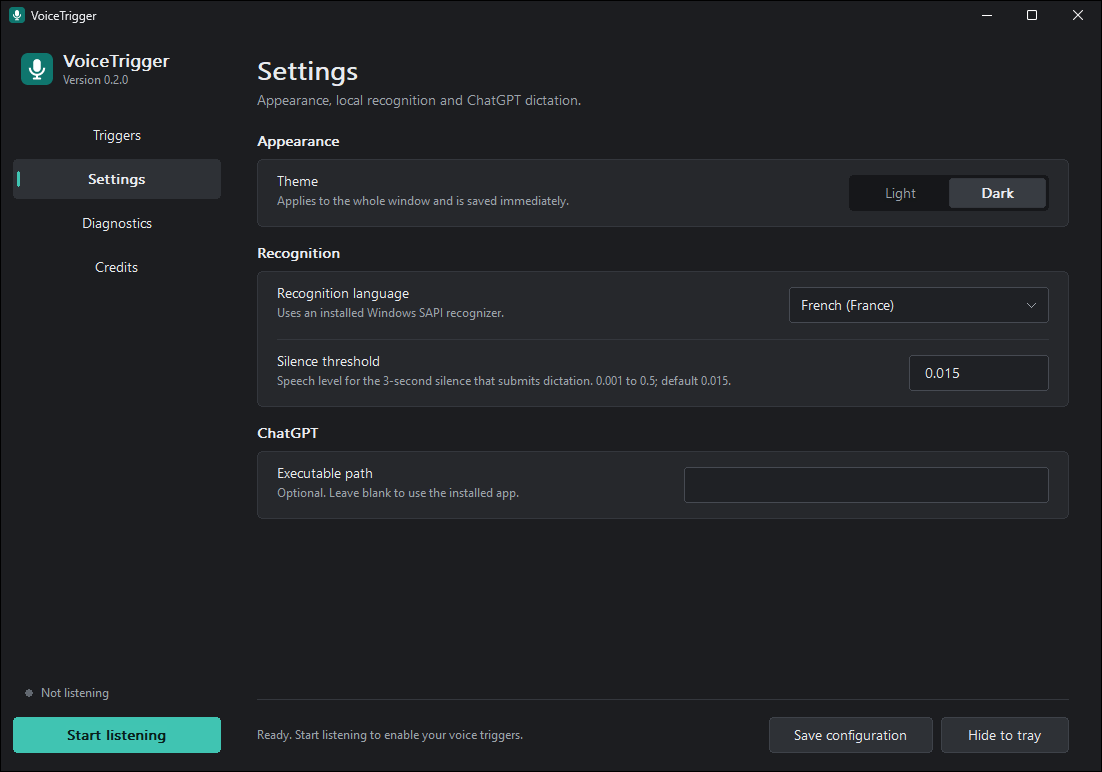 VoiceTrigger
VoiceTrigger
Version 0.2.0
Triggers
Settings
Diagnostics
Credits
Not listening
Start listening
Settings
Appearance, local recognition and ChatGPT dictation.
Appearance
Theme
Applies to the whole window and is saved immediately.
Light
Dark
Recognition
Recognition language
Uses an installed Windows SAPI recognizer.
French (France)
Silence threshold
Speech level for the 3-second silence that submits dictation. 0.001 to 0.5; default 0.015.
0.015
ChatGPT
Executable path
Optional. Leave blank to use the installed app.
Ready. Start listening to enable your voice triggers.
Save configuration
Hide to tray